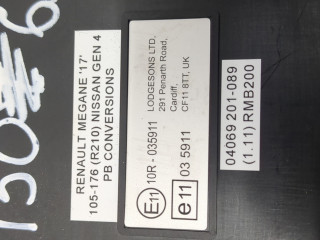 RENAULT MEGANE '17'
105-176 (R210) NISSAN GEN 4
PB CONVERSIONS
E11 10R - 035911
e11 03 5911
LODGESONS LTD,
291 Penarth Road,
Cardiff,
CF11 8TT, UK
04069 201-089
(1.11) RMB200